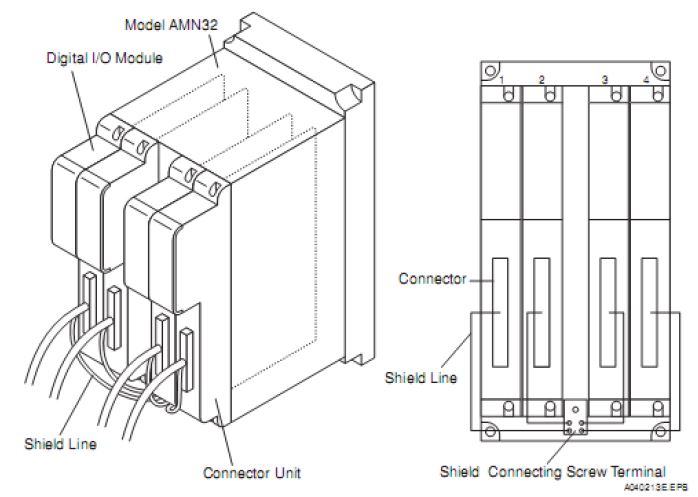 Model AMN32
Digital I/O Module
1 2 3 4
Connector
Shield Line
Shield Line
Connector Unit
Shield Connecting Screw Terminal
A040213E.EPS